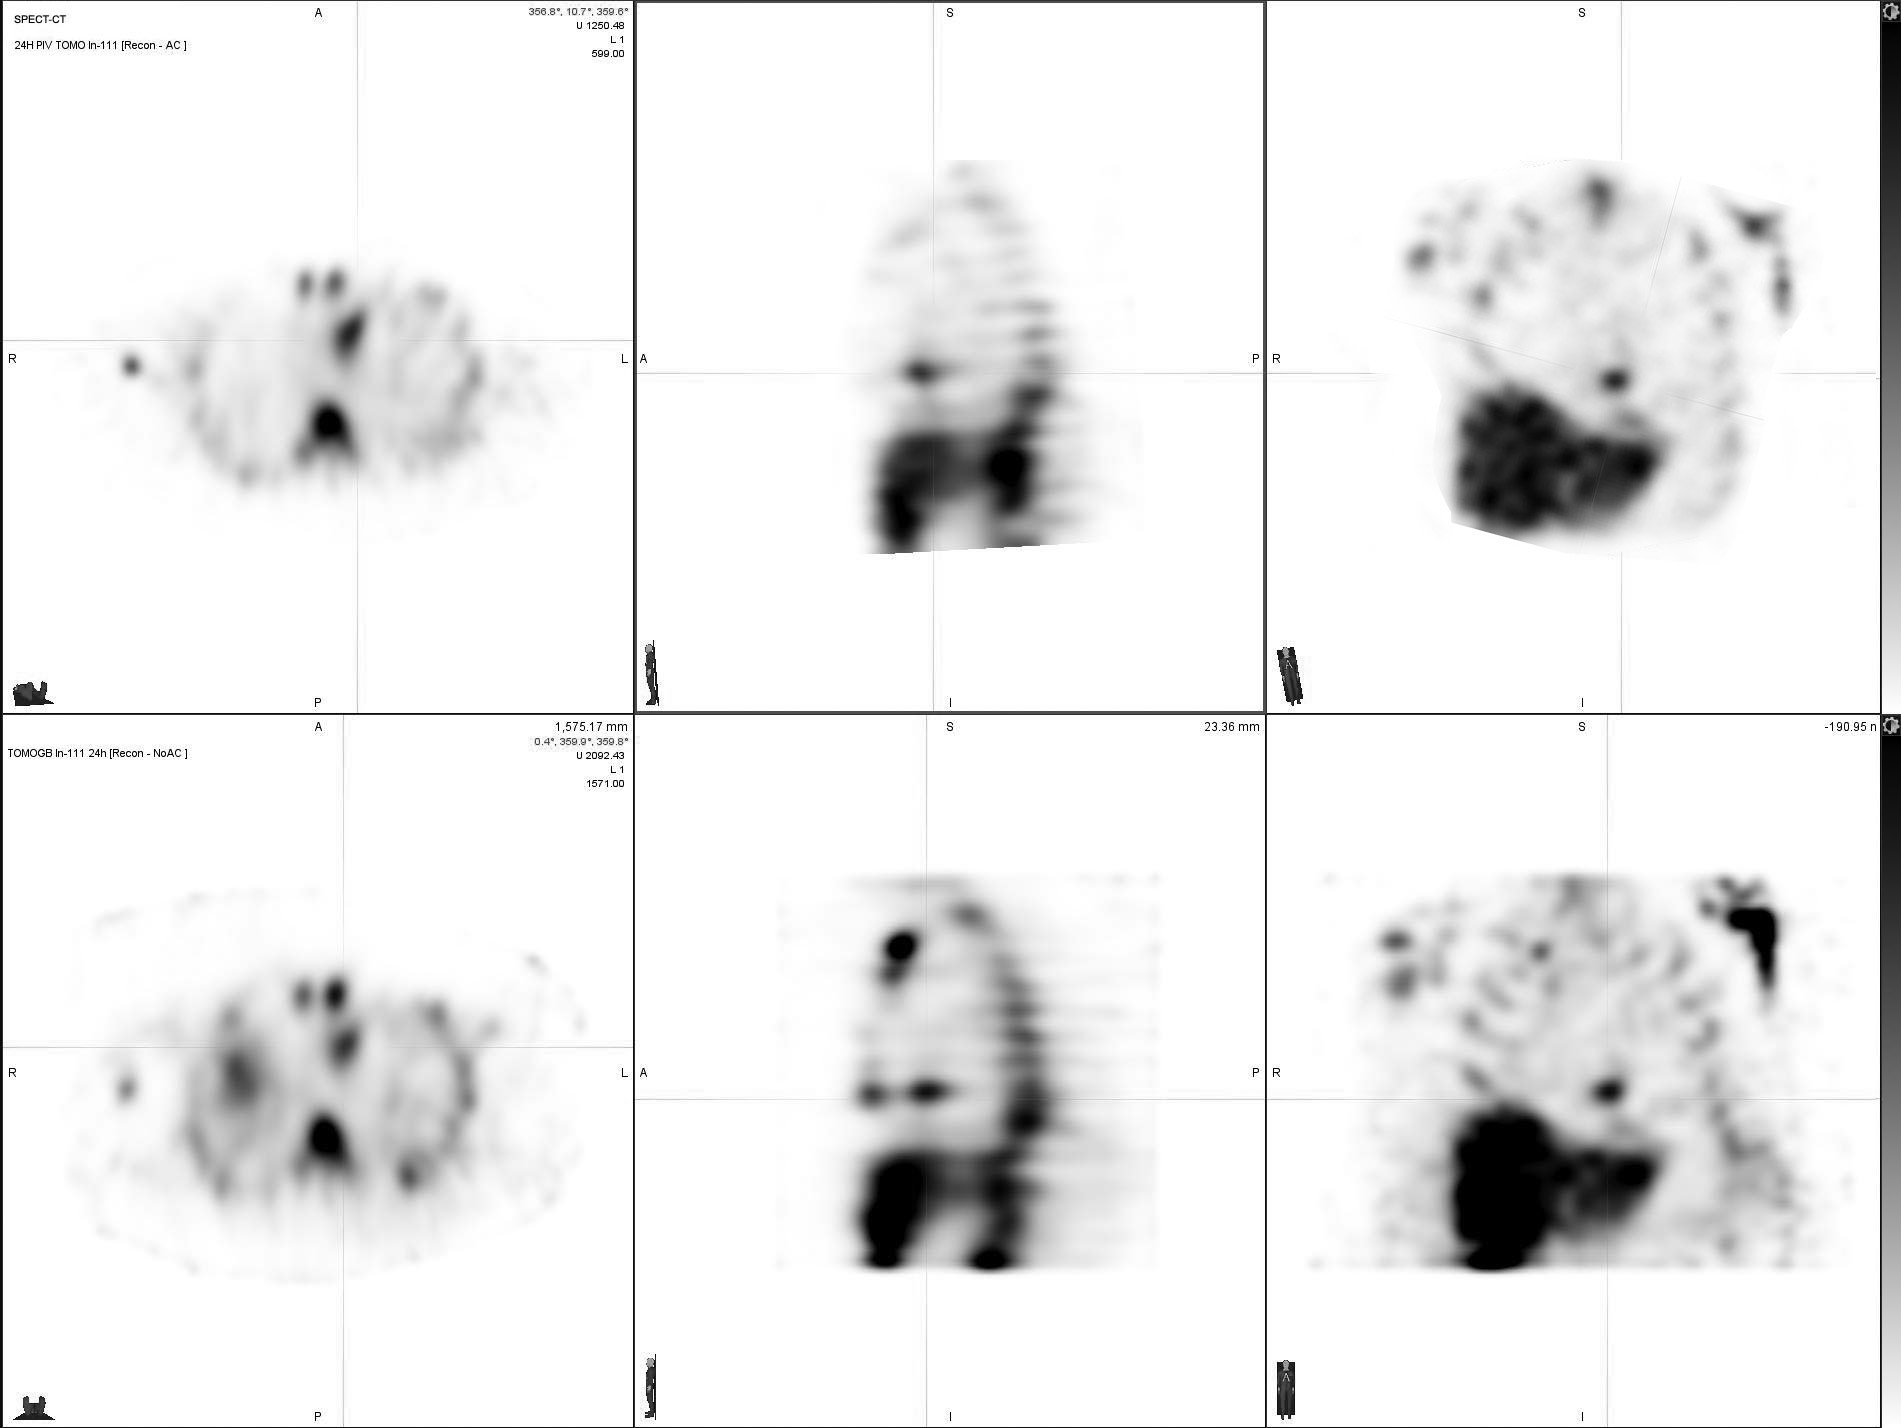 SPECT-CT
24H PIV TOMO In-111 [Recon - AC ]
A
356.8°, 10.7°, 359.6°
U 1250.48
L 1
599.00
R
L
P
S
A
P
I
S
R
I
TOMOGB In-111 24h [Recon - NoAC ]
A
1,575.17 mm
0.4°, 359.9°, 359.8°
U 2092.43
L 1
1571.00
R
L
P
S
23.36 mm
A
P
I
S
-190.95 n
R
I